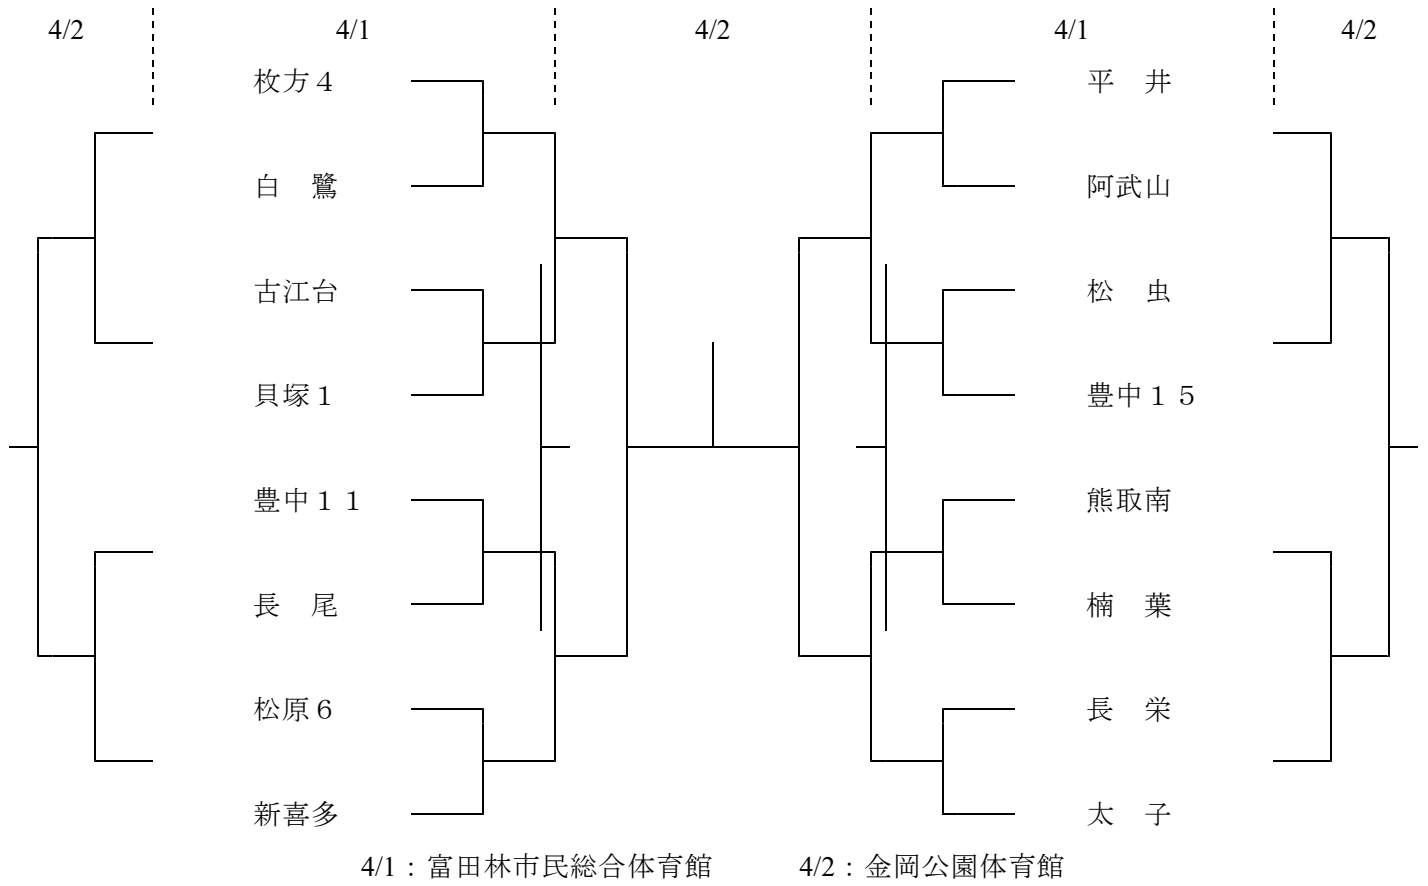 4/2 4/1 4/2 4/1 4/2
枚方４ 平　井
白　鷺 阿武山
古江台 松　虫
貝塚１ 豊中１５
豊中１１ 熊取南
長　尾 楠　葉
松原６ 長　栄
新喜多 太　子
4/1：富田林市民総合体育館 4/2：金岡公園体育館